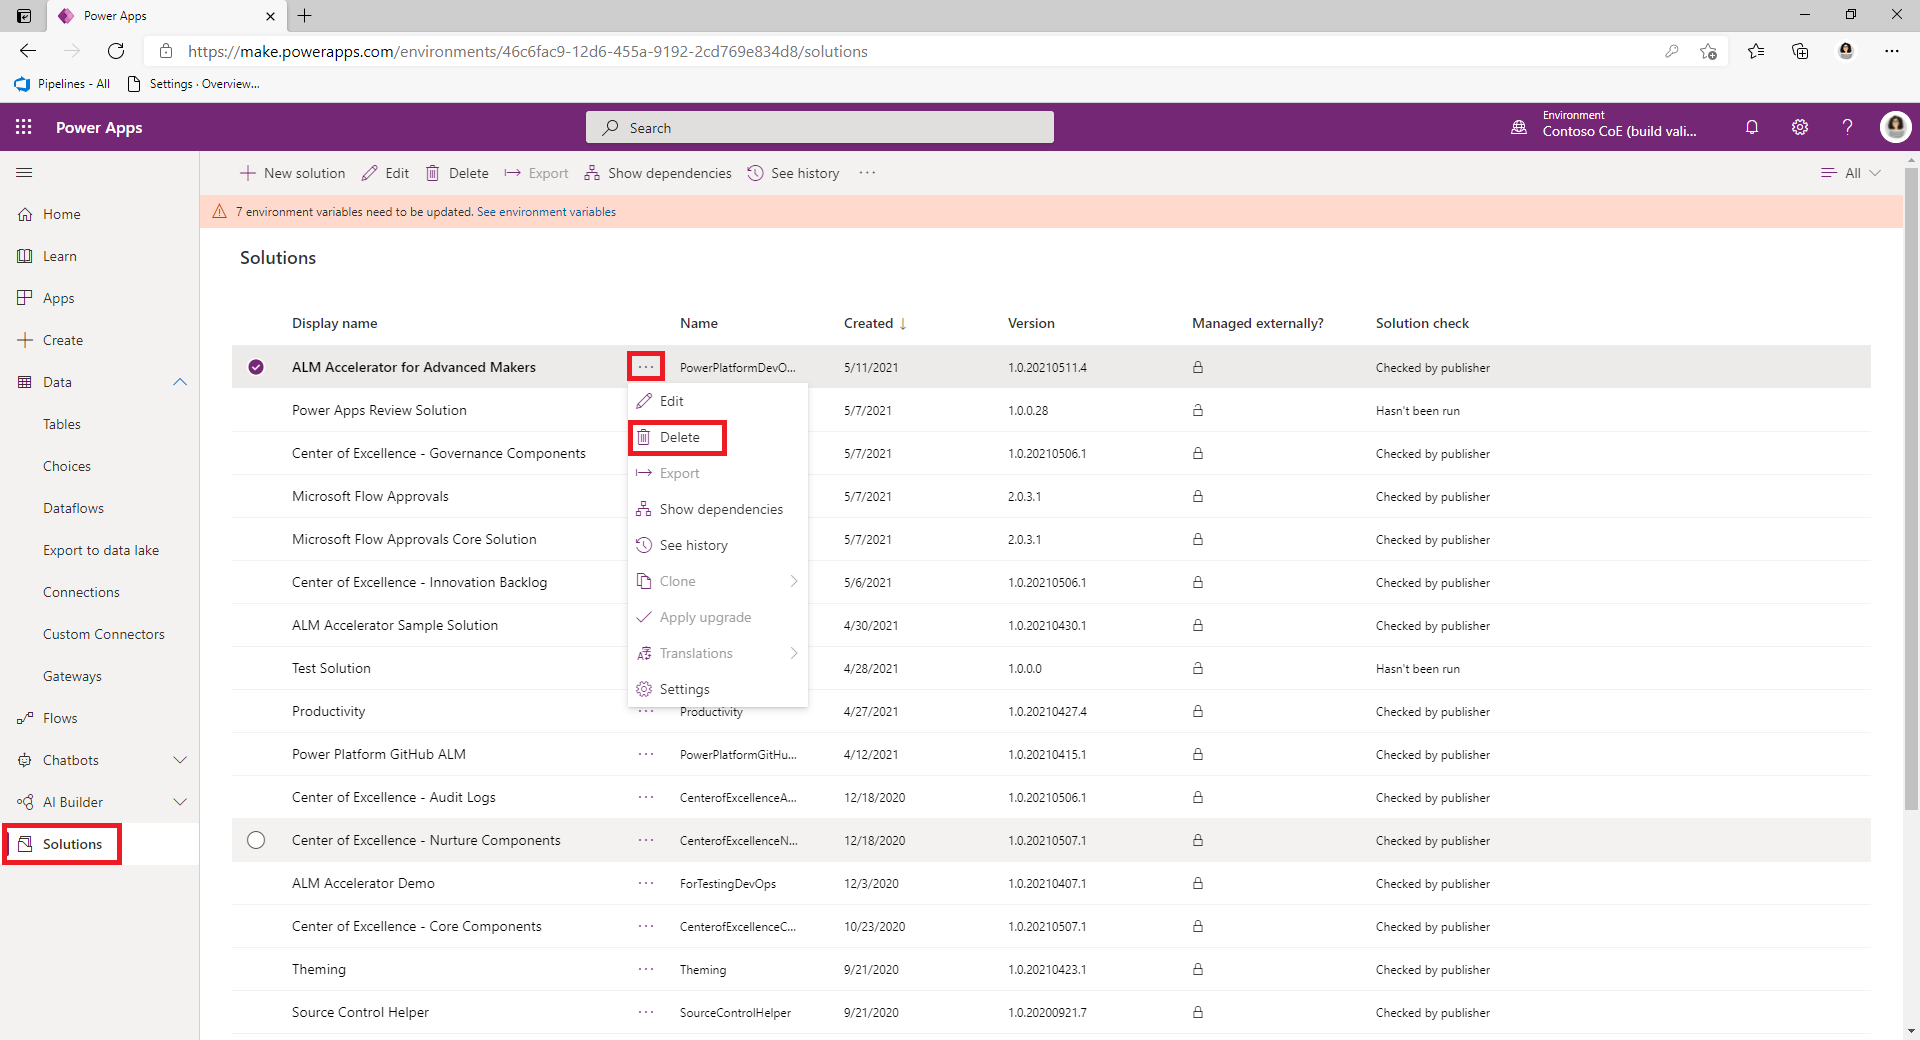 Power Apps
https://make.powerapps.com/environments/46c6fac9-12d6-455a-9192-2cd769e834d8/solutions
Pipelines - All
Settings · Overview...
Power Apps
Search
Environment
Contoso CoE (build vali...
New solution
Edit
Delete
Export
Show dependencies
See history
All
7 environment variables need to be updated. See environment variables
Home
Learn
Apps
Create
Data
Tables
Choices
Dataflows
Export to data lake
Connections
Custom Connectors
Gateways
Flows
Chatbots
AI Builder
Solutions
Solutions
Display name Name Created Version Managed externally? Solution check
ALM Accelerator for Advanced Makers PowerPlatformDevO... 5/11/2021 1.0.20210511.4 Checked by publisher
Power Apps Review Solution 5/7/2021 1.0.0.28 Hasn't been run
Center of Excellence - Governance Components 5/7/2021 1.0.20210506.1 Checked by publisher
Microsoft Flow Approvals 5/7/2021 2.0.3.1 Checked by publisher
Microsoft Flow Approvals Core Solution 5/7/2021 2.0.3.1 Checked by publisher
Center of Excellence - Innovation Backlog 5/6/2021 1.0.20210506.1 Checked by publisher
ALM Accelerator Sample Solution 4/30/2021 1.0.20210430.1 Checked by publisher
Test Solution 4/28/2021 1.0.0.0 Hasn't been run
Productivity Productivity 4/27/2021 1.0.20210427.4 Checked by publisher
Power Platform GitHub ALM PowerPlatformGitHu... 4/12/2021 1.0.20210415.1 Checked by publisher
Center of Excellence - Audit Logs CenterofExcellenceA... 12/18/2020 1.0.20210506.1 Checked by publisher
Center of Excellence - Nurture Components CenterofExcellenceN... 12/18/2020 1.0.20210507.1 Checked by publisher
ALM Accelerator Demo ForTestingDevOps 12/3/2020 1.0.20210407.1 Checked by publisher
Center of Excellence - Core Components CenterofExcellenceC... 10/23/2020 1.0.20210507.1 Checked by publisher
Theming Theming 9/21/2020 1.0.20210423.1 Checked by publisher
Source Control Helper SourceControlHelper 9/21/2020 1.0.20200921.7 Checked by publisher
Edit
Delete
Export
Show dependencies
See history
Clone
Apply upgrade
Translations
Settings